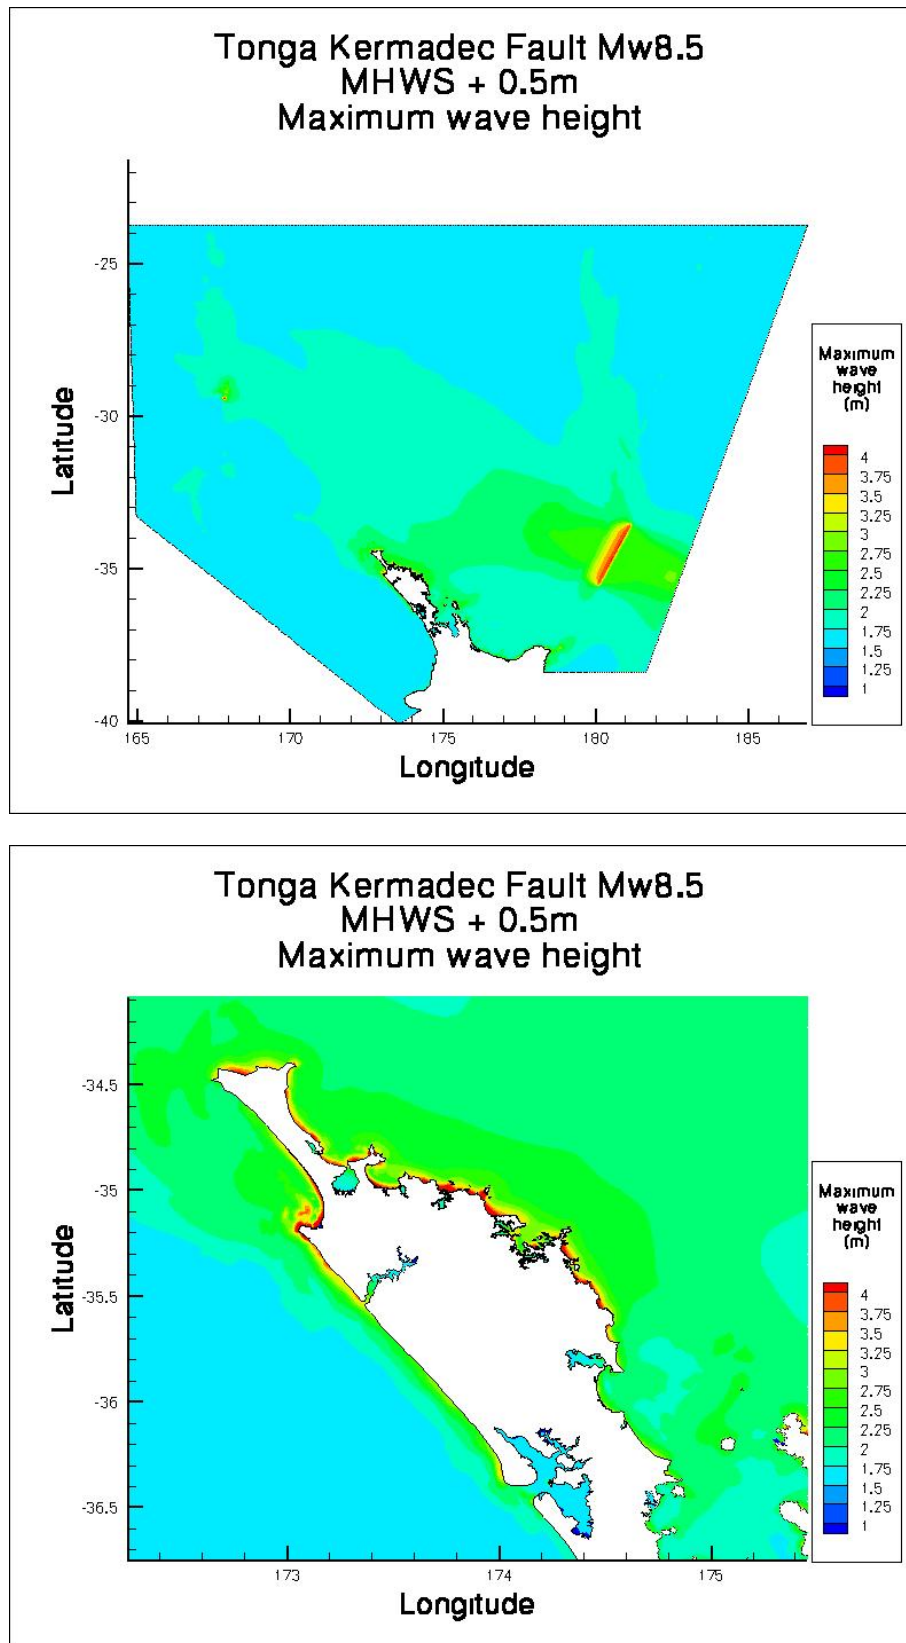 Tonga Kermadec Fault Mw8.5
MHWS + 0.5m
Maximum wave height
Latitude
-25
-30
-35
-40
165
170
175
180
185
Longitude
Maximum
wave
height
(m)
4
3.75
3.5
3.25
3
2.75
2.5
2.25
2
1.75
1.5
1.25
1
Tonga Kermadec Fault Mw8.5
MHWS + 0.5m
Maximum wave height
Latitude
-34.5
-35
-35.5
-36
-36.5
173
174
175
Longitude
Maximum
wave
height
(m)
4
3.75
3.5
3.25
3
2.75
2.5
2.25
2
1.75
1.5
1.25
1